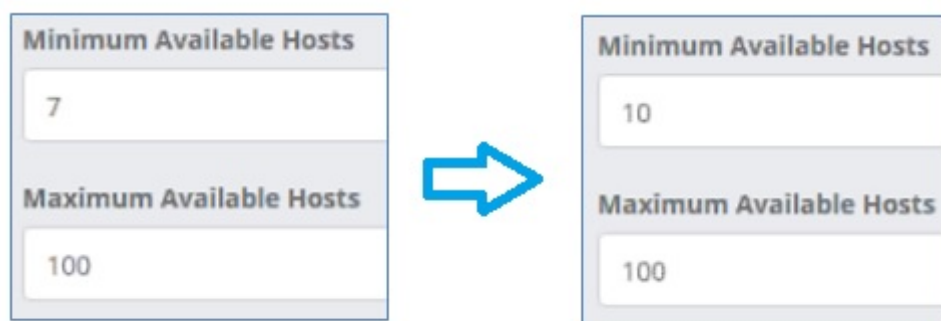 Minimum Available Hosts
7
Maximum Available Hosts
100
Minimum Available Hosts
10
Maximum Available Hosts
100